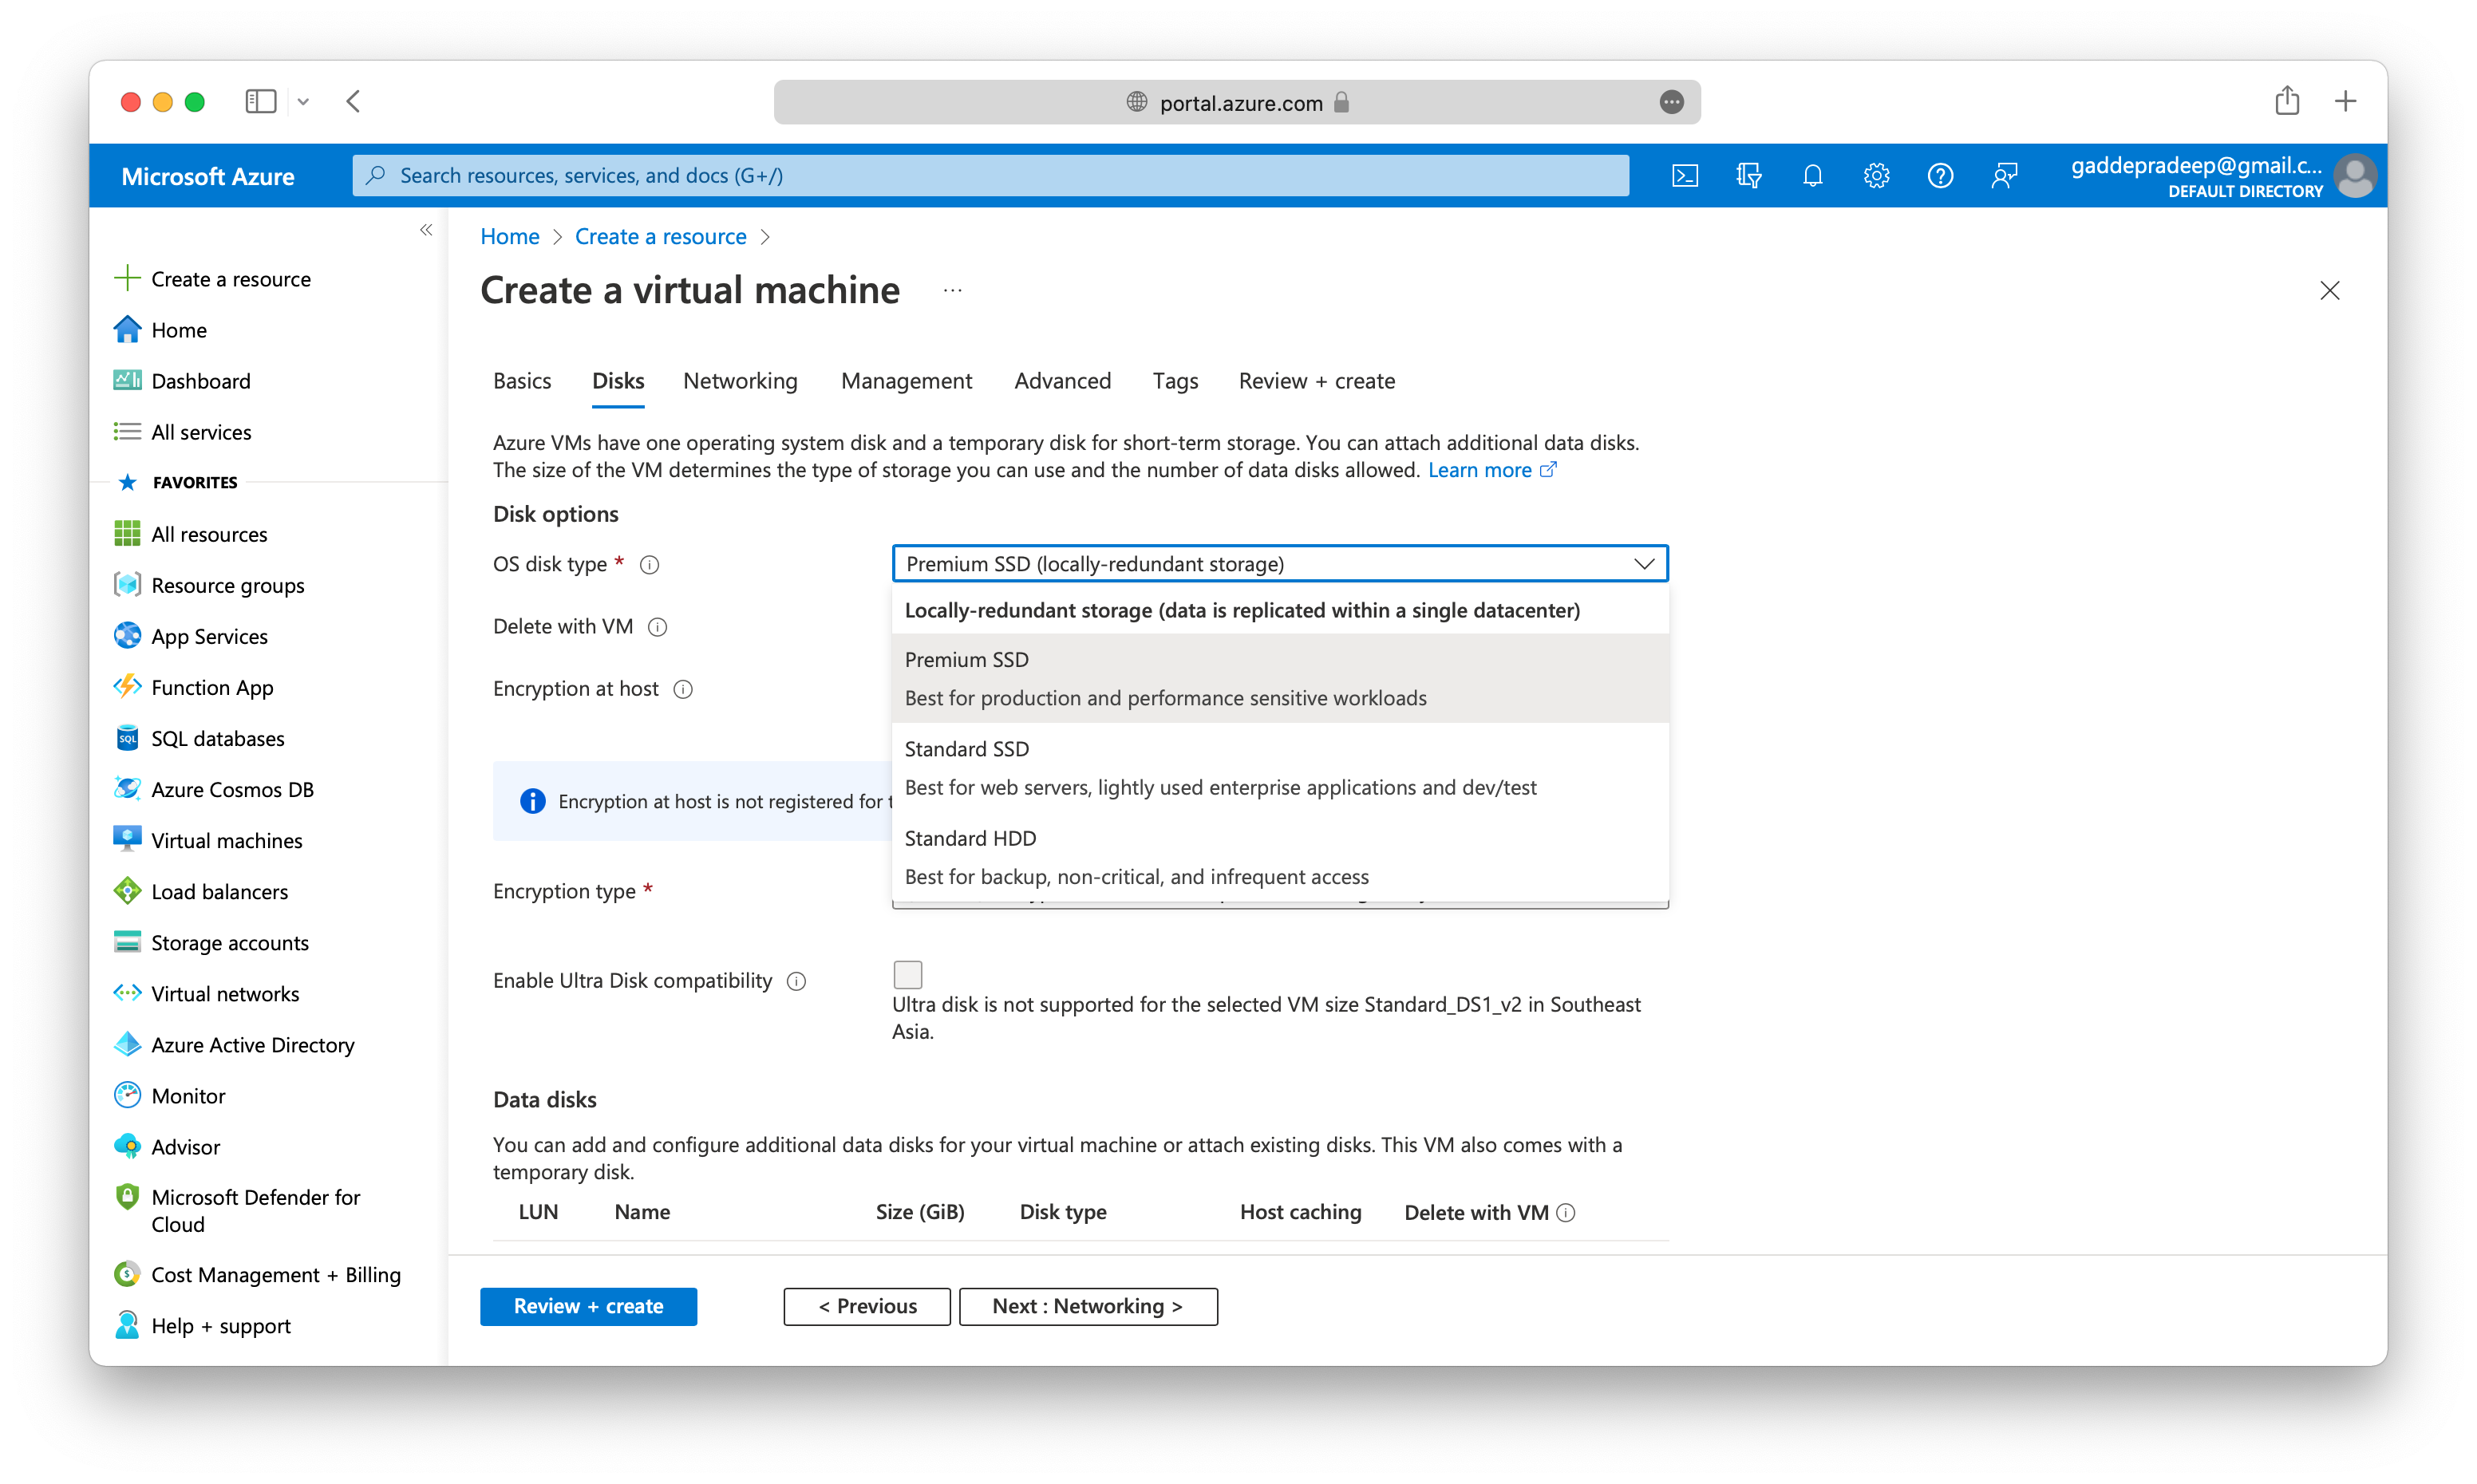 portal.azure.com
Microsoft Azure
Search resources, services, and docs (G+/)
gaddepradeep@gmail.c...
DEFAULT DIRECTORY
Create a resource
Home
Dashboard
All services
FAVORITES
All resources
Resource groups
App Services
Function App
SQL databases
Azure Cosmos DB
Virtual machines
Load balancers
Storage accounts
Virtual networks
Azure Active Directory
Monitor
Advisor
Microsoft Defender for
Cloud
Cost Management + Billing
Help + support
Home > Create a resource >
Create a virtual machine ...
Basics Disks Networking Management Advanced Tags Review + create
Azure VMs have one operating system disk and a temporary disk for short-term storage. You can attach additional data disks.
The size of the VM determines the type of storage you can use and the number of data disks allowed. Learn more
Disk options
OS disk type *
Premium SSD (locally-redundant storage)
Locally-redundant storage (data is replicated within a single datacenter)
Premium SSD
Best for production and performance sensitive workloads
Standard SSD
Best for web servers, lightly used enterprise applications and dev/test
Standard HDD
Best for backup, non-critical, and infrequent access
Delete with VM
Encryption at host
Encryption at host is not registered for
Encryption type *
Enable Ultra Disk compatibility
Ultra disk is not supported for the selected VM size Standard_DS1_v2 in Southeast
Asia.
Data disks
You can add and configure additional data disks for your virtual machine or attach existing disks. This VM also comes with a
temporary disk.
LUN Name Size (GiB) Disk type Host caching Delete with VM
Review + create
< Previous
Next : Networking >